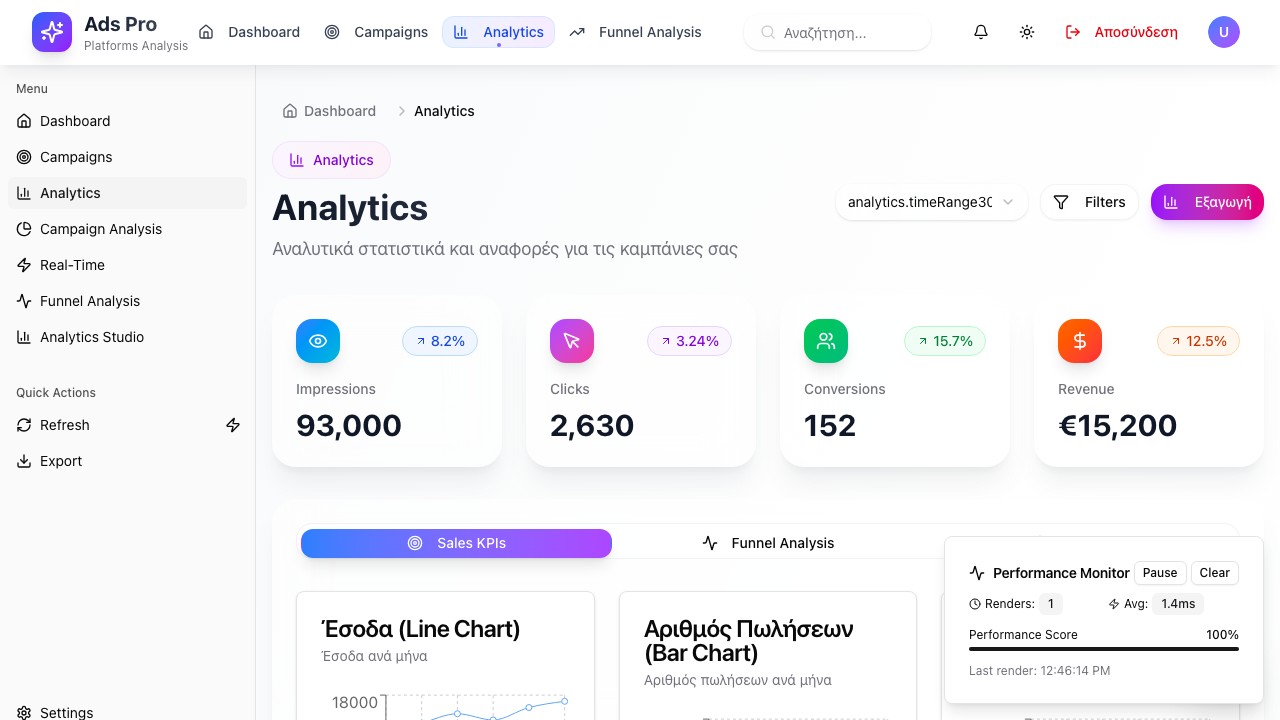 Ads Pro
Platforms Analysis
Dashboard
Campaigns
Analytics
Funnel Analysis
Αναζήτηση...
Αποσύνδεση
U
Menu
Dashboard
Campaigns
Analytics
Campaign Analysis
Real-Time
Funnel Analysis
Analytics Studio
Quick Actions
Refresh
Export
Settings
Dashboard
Analytics
Analytics
Analytics
Αναλυτικά στατιστικά και αναφορές για τις καμπάνιες σας
analytics.timeRange30
Filters
Εξαγωγή
8.2%
Impressions
93,000
3.24%
Clicks
2,630
15.7%
Conversions
152
12.5%
Revenue
€15,200
Sales KPIs
Funnel Analysis
Έσοδα (Line Chart)
Έσοδα ανά μήνα
18000
Αριθμός Πωλήσεων
(Bar Chart)
Αριθμός πωλήσεων ανά μήνα
Performance Monitor
Pause
Clear
Renders: 1
Avg: 1.4ms
Performance Score
100%
Last render: 12:46:14 PM